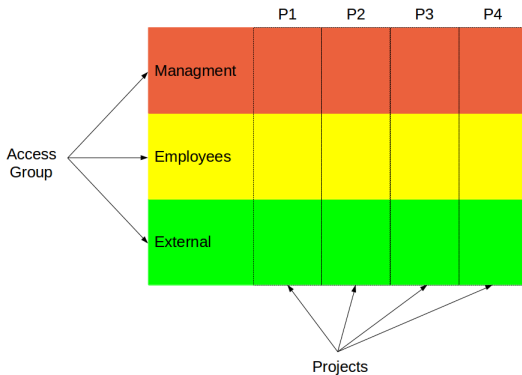 P1 P2 P3 P4
Managment
Access
Group
Employees
External
Projects